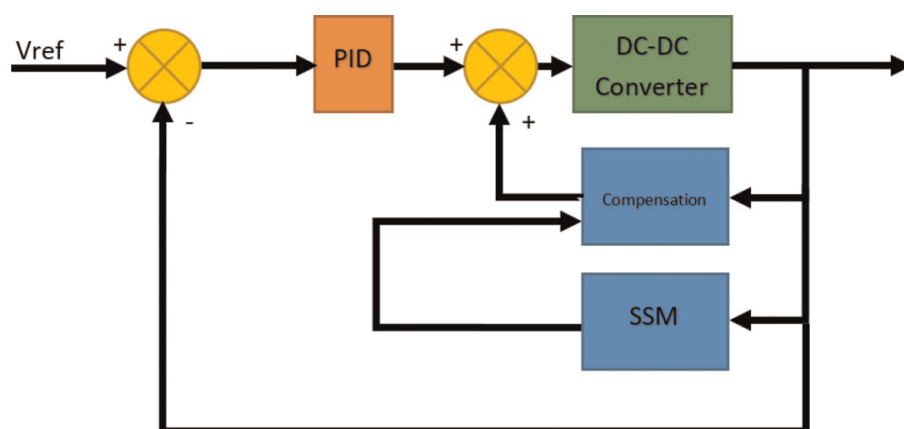 Vref
+
PID
+
DC-DC
Converter
-
+
Compensation
SSM